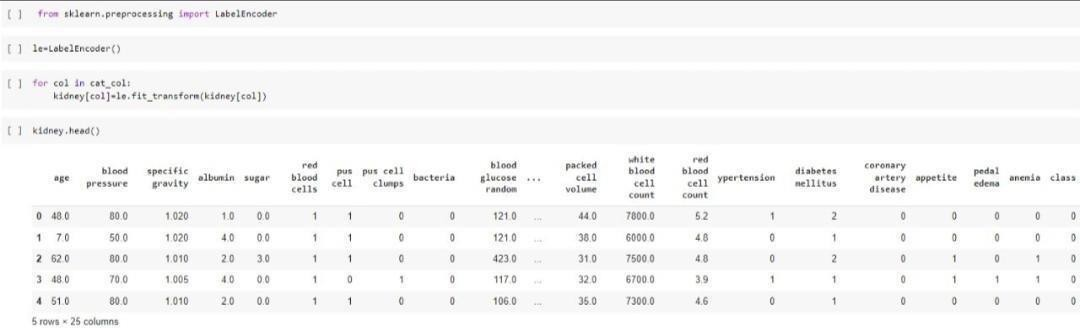 [ ] from sklearn.preprocessing import LabelEncoder
[ ] le=LabelEncoder()
[ ] for col in cat_col:
kidney[col]=le.fit_transform(kidney[col])
[ ] kidney.head()
age blood pressure specific gravity albumin sugar red blood cells pus cell pus cell clumps bacteria blood glucose random ... packed cell volume white blood cell count red blood cell count ypertension diabetes mellitus coronary artery disease appetite pedal edema anemia class
0 48.0 80.0 1.020 1.0 0.0 1 1 0 0 121.0 ... 44.0 7800.0 5.2 1 2 0 0 0 0 0
1 7.0 50.0 1.020 4.0 0.0 1 1 0 0 121.0 ... 38.0 6000.0 4.8 0 1 0 0 0 0 0
2 62.0 80.0 1.010 2.0 3.0 1 1 0 0 423.0 ... 31.0 7500.0 4.8 0 2 0 1 0 1 0
3 48.0 70.0 1.005 4.0 0.0 1 0 1 0 117.0 ... 32.0 6700.0 3.9 1 1 0 1 1 1 0
4 51.0 80.0 1.010 2.0 0.0 1 1 0 0 106.0 ... 35.0 7300.0 4.6 0 1 0 0 0 0 0
5 rows × 25 columns